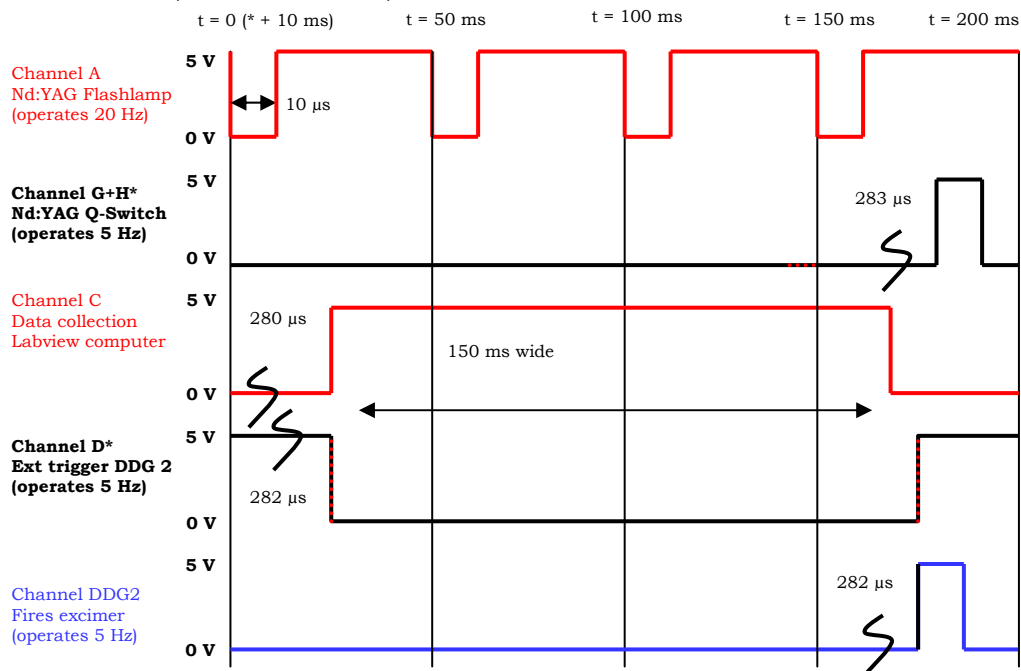 t = 0 (* + 10 ms)
t = 50 ms
t = 100 ms
t = 150 ms
t = 200 ms
5 V
Channel A
Nd:YAG Flashlamp
(operates 20 Hz)
10 µs
0 V
5 V
Channel G+H*
Nd:YAG Q-Switch
(operates 5 Hz)
283 µs
0 V
5 V
Channel C
Data collection
Labview computer
280 µs
150 ms wide
0 V
5 V
Channel D*
Ext trigger DDG 2
(operates 5 Hz)
282 µs
0 V
5 V
Channel DDG2
Fires excimer
(operates 5 Hz)
282 µs
0 V